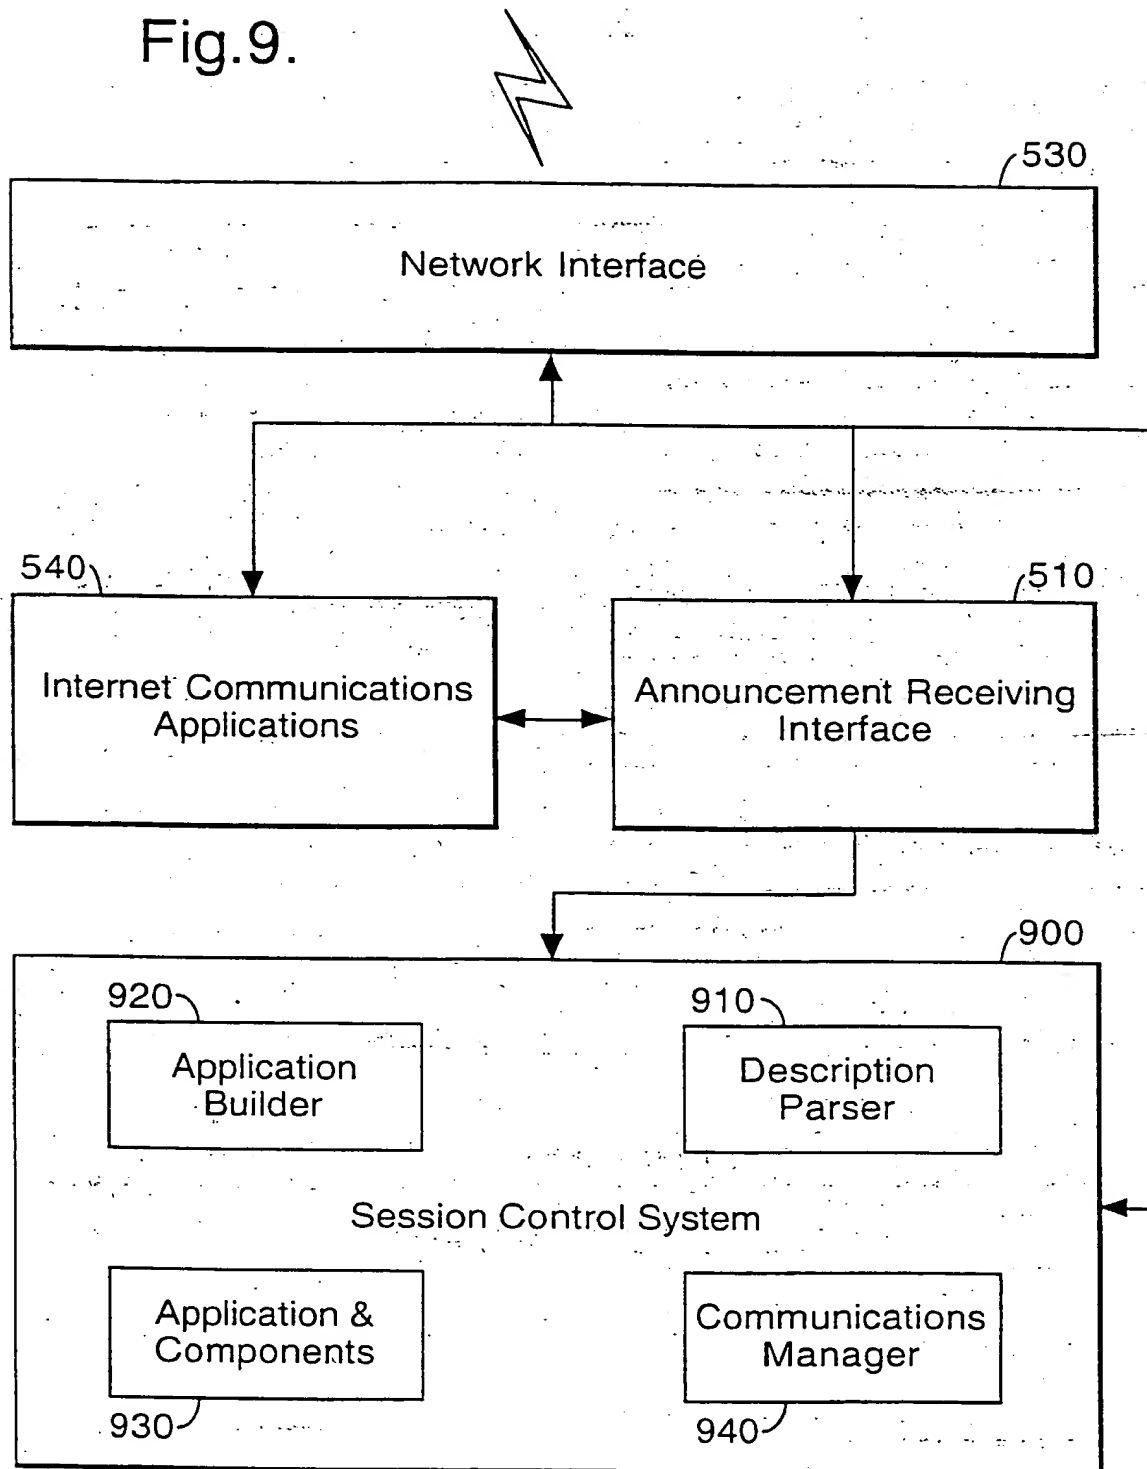 Fig.9.
530
Network Interface
540
510
Internet Communications
Applications
Announcement Receiving
Interface
900
920
910
Application
Builder
Description
Parser
Session Control System
Application &
Components
Communications
Manager
930
940